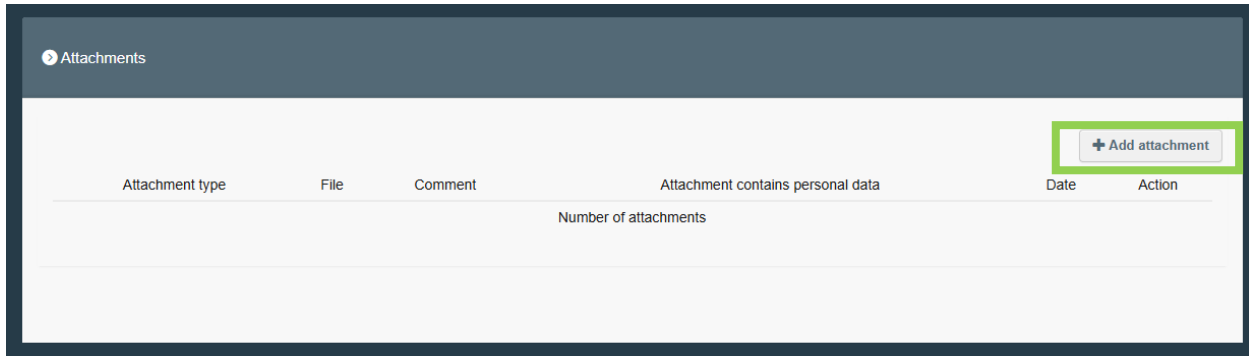 Attachments
Add attachment
Attachment type File Comment Attachment contains personal data Date Action
Number of attachments